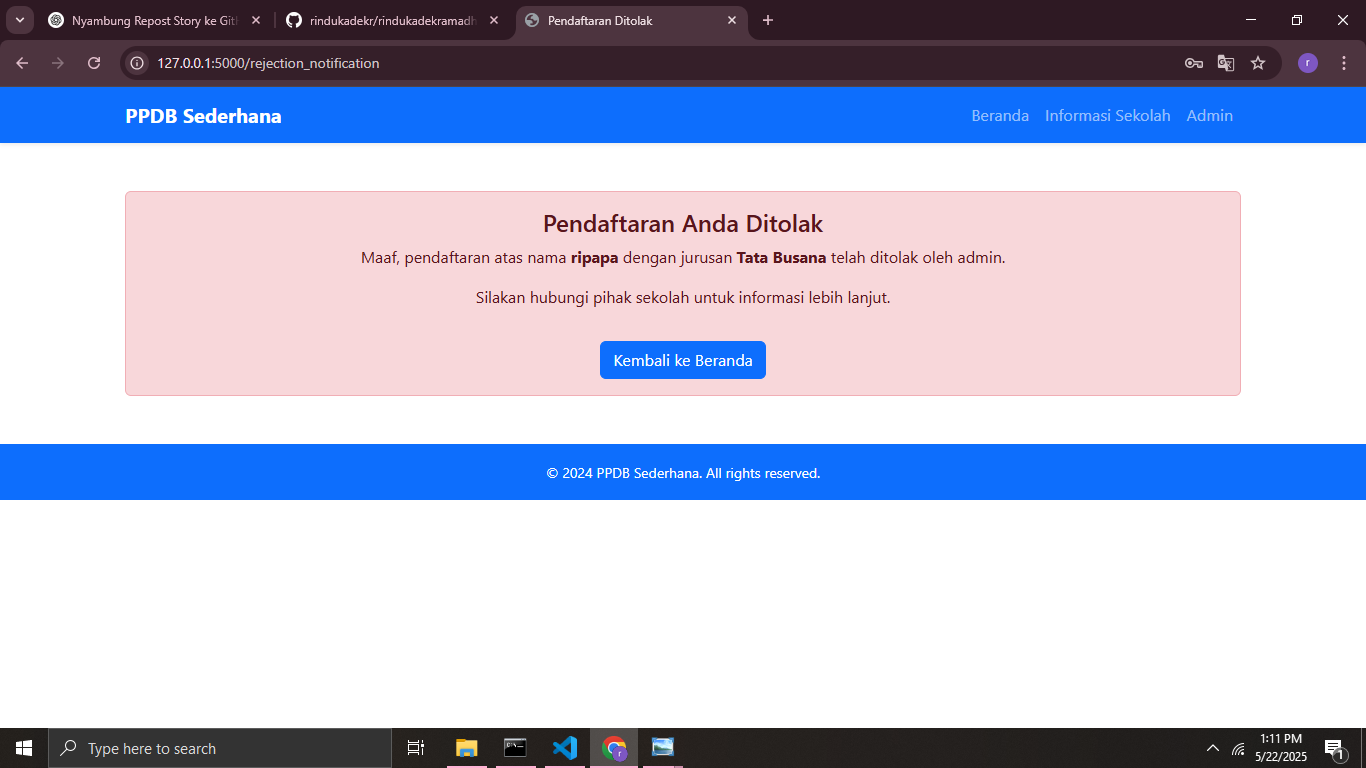 Nyambung Repost Story ke Git
rindukadekr/rindukadekramadh
Pendaftaran Ditolak
127.0.0.1:5000/rejection_notification
r
PPDB Sederhana
Beranda
Informasi Sekolah
Admin
Pendaftaran Anda Ditolak
Maaf, pendaftaran atas nama ripapa dengan jurusan Tata Busana telah ditolak oleh admin.
Silakan hubungi pihak sekolah untuk informasi lebih lanjut.
Kembali ke Beranda
© 2024 PPDB Sederhana. All rights reserved.
Type here to search
r
1:11 PM
5/22/2025
1